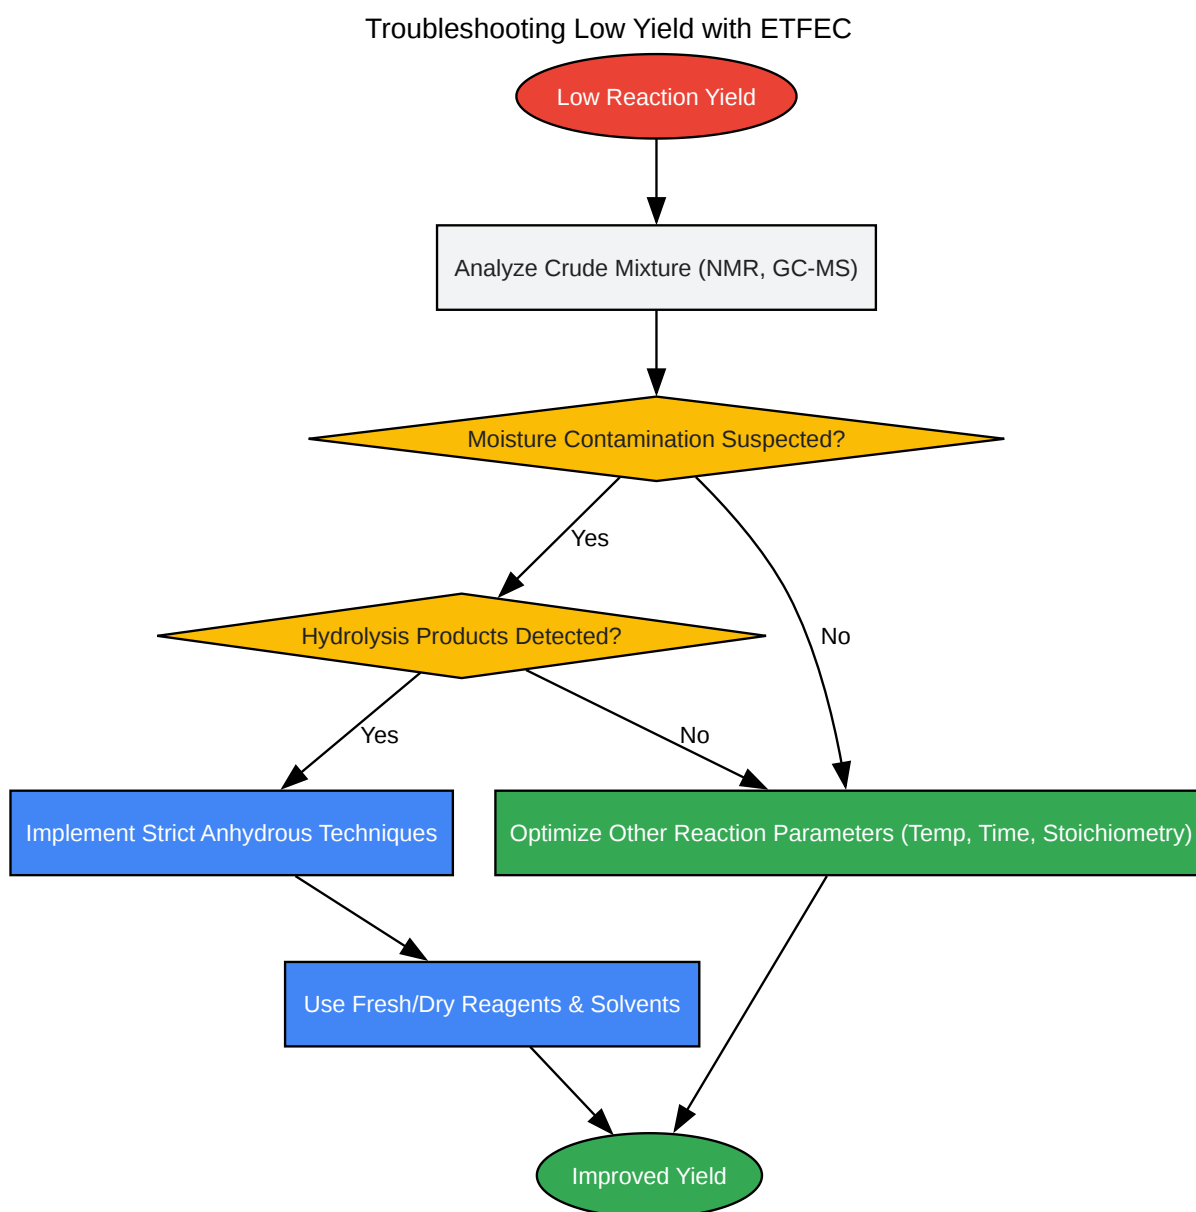 Troubleshooting Low Yield with ETFEC
Low Reaction Yield
Analyze Crude Mixture (NMR, GC-MS)
Moisture Contamination Suspected?
Yes
No
Hydrolysis Products Detected?
Yes
No
Implement Strict Anhydrous Techniques
Optimize Other Reaction Parameters (Temp, Time, Stoichiometry)
Use Fresh/Dry Reagents & Solvents
Improved Yield